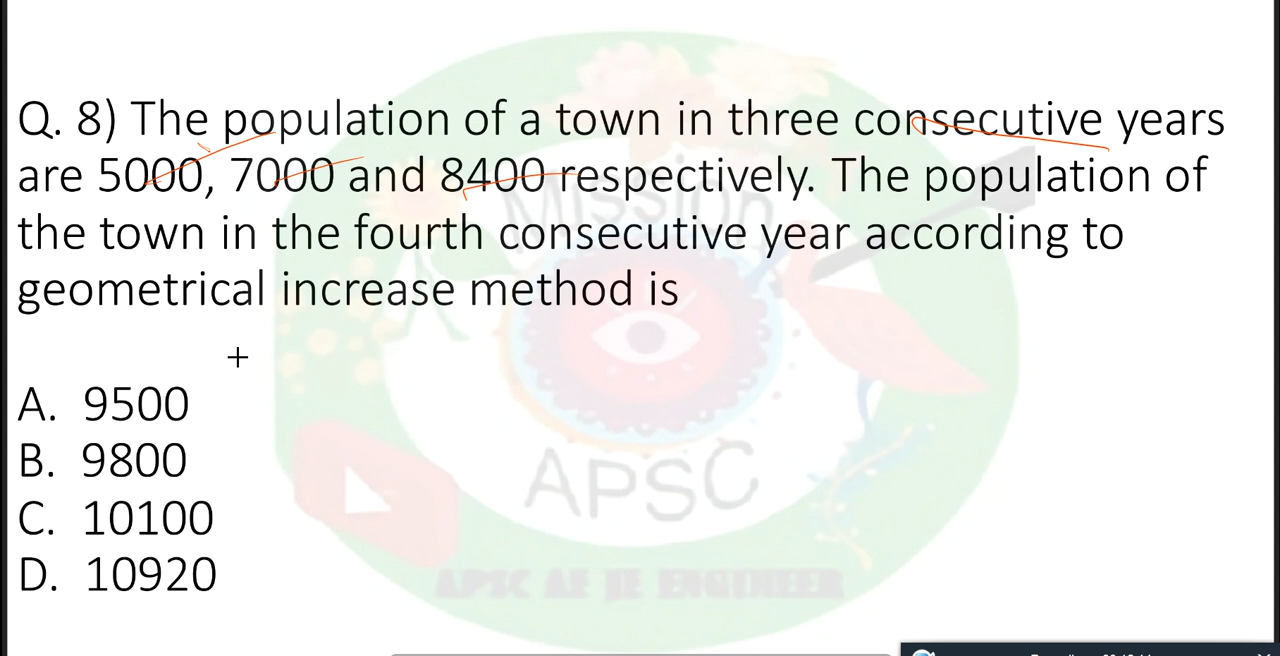 Q. 8) The population of a town in three consecutive years
are 5000, 7000 and 8400 respectively. The population of
the town in the fourth consecutive year according to
geometrical increase method is
A. 9500
B. 9800
C. 10100
D. 10920
Mission
APSC
APSC AE JE ENGINEER